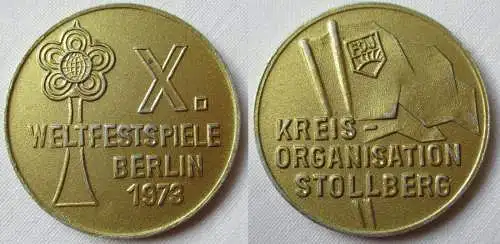 X.
WELTFESTSPIELE
BERLIN
1973
FDJ
KREIS-
ORGANISATION
STOLLBERG